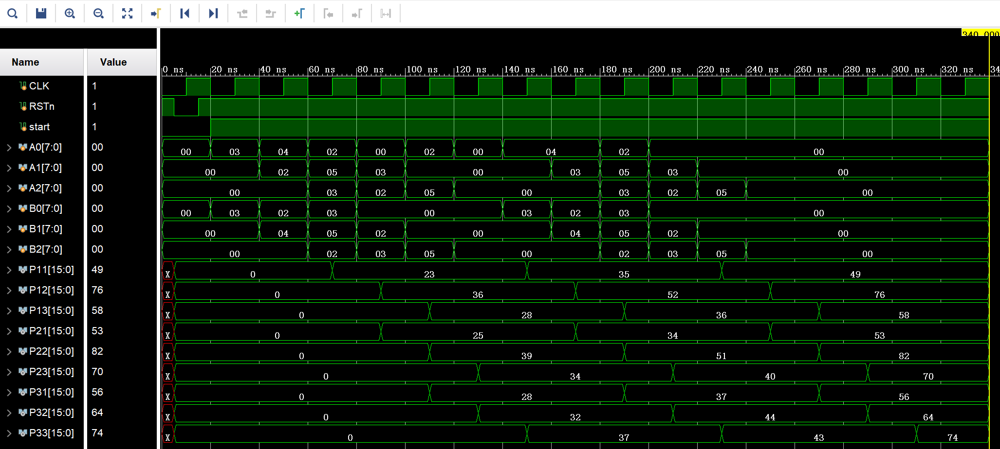 340.000
Name Value
0 ns 20 ns 40 ns 60 ns 80 ns 100 ns 120 ns 140 ns 160 ns 180 ns 200 ns 220 ns 240 ns 260 ns 280 ns 300 ns 320 ns 34
CLK 1
RSTn 1
start 1
A0[7:0] 00 00 03 04 02 00 02 00 04 02 00
A1[7:0] 00 00 02 05 03 00 03 05 03 00
A2[7:0] 00 00 03 02 05 00 03 02 05 00
B0[7:0] 00 00 03 02 03 00 03 02 03 00
B1[7:0] 00 00 04 05 02 00 04 05 02 00
B2[7:0] 00 00 02 03 05 00 02 03 05 00
P11[15:0] 49 X 0 23 35 49
P12[15:0] 76 X 0 36 52 76
P13[15:0] 58 X 0 28 36 58
P21[15:0] 53 X 0 25 34 53
P22[15:0] 82 X 0 39 51 82
P23[15:0] 70 X 0 34 40 70
P31[15:0] 56 X 0 28 37 56
P32[15:0] 64 X 0 32 44 64
P33[15:0] 74 X 0 37 43 74